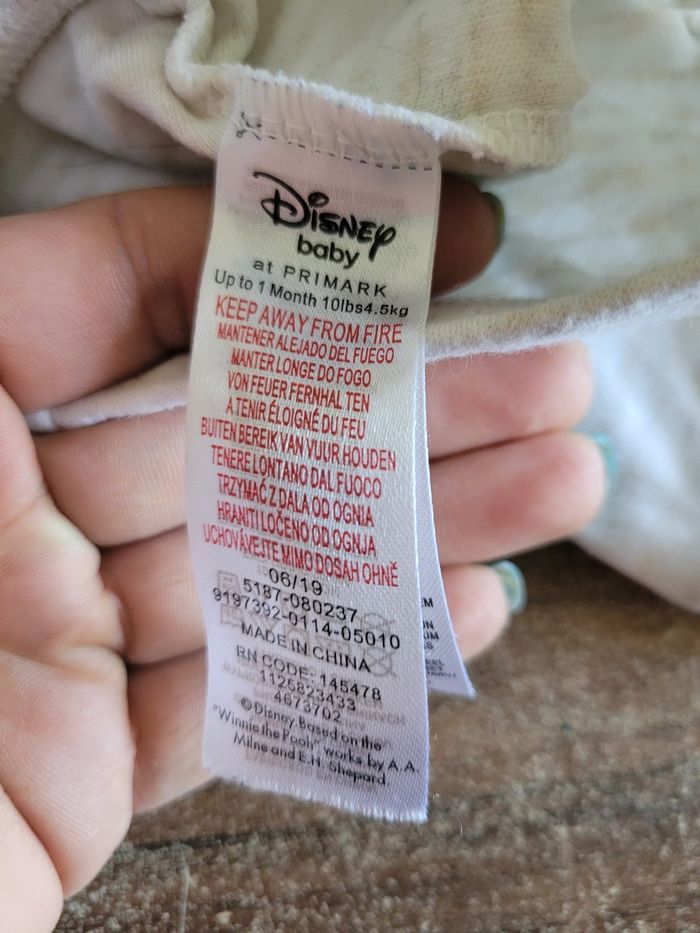 Disney
baby
at PRIMARK
Up to 1 Month 10lbs4.5kg
KEEP AWAY FROM FIRE
MANTENER ALEJADO DEL FUEGO
MANTER LONGE DO FOGO
VON FEUER FERNHALTEN
A TENIR ÉLOIGNÉ DU FEU
BUITEN BEREIK VAN VUUR HOUDEN
TENERE LONTANO DAL FUOCO
TRZYMAĆ Z DALA OD OGNIA
HRANITI LOČENO OD OGNJA
UCHOVÁVEJTE MIMO DOSAH OHNĚ
06/19
5187-080237
9197392-0114-05010
MADE IN CHINA
RN CODE: 145478
1126823433
4673702
©Disney Based on the
"Winnie the Pooh" works by A.A.
Milne and E.H. Shepard.